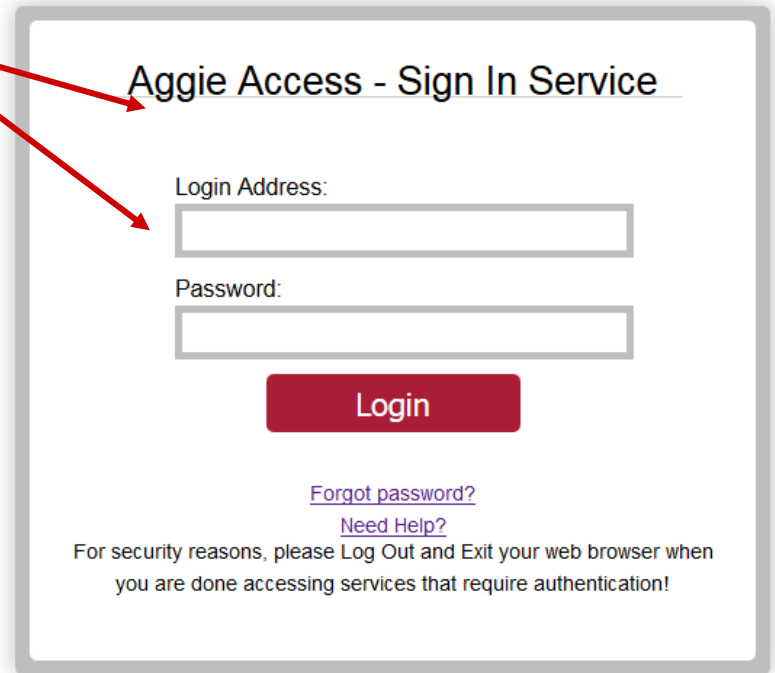 Aggie Access - Sign In Service
Login Address:
Password:
Login
Forgot password?
Need Help?
For security reasons, please Log Out and Exit your web browser when
you are done accessing services that require authentication!